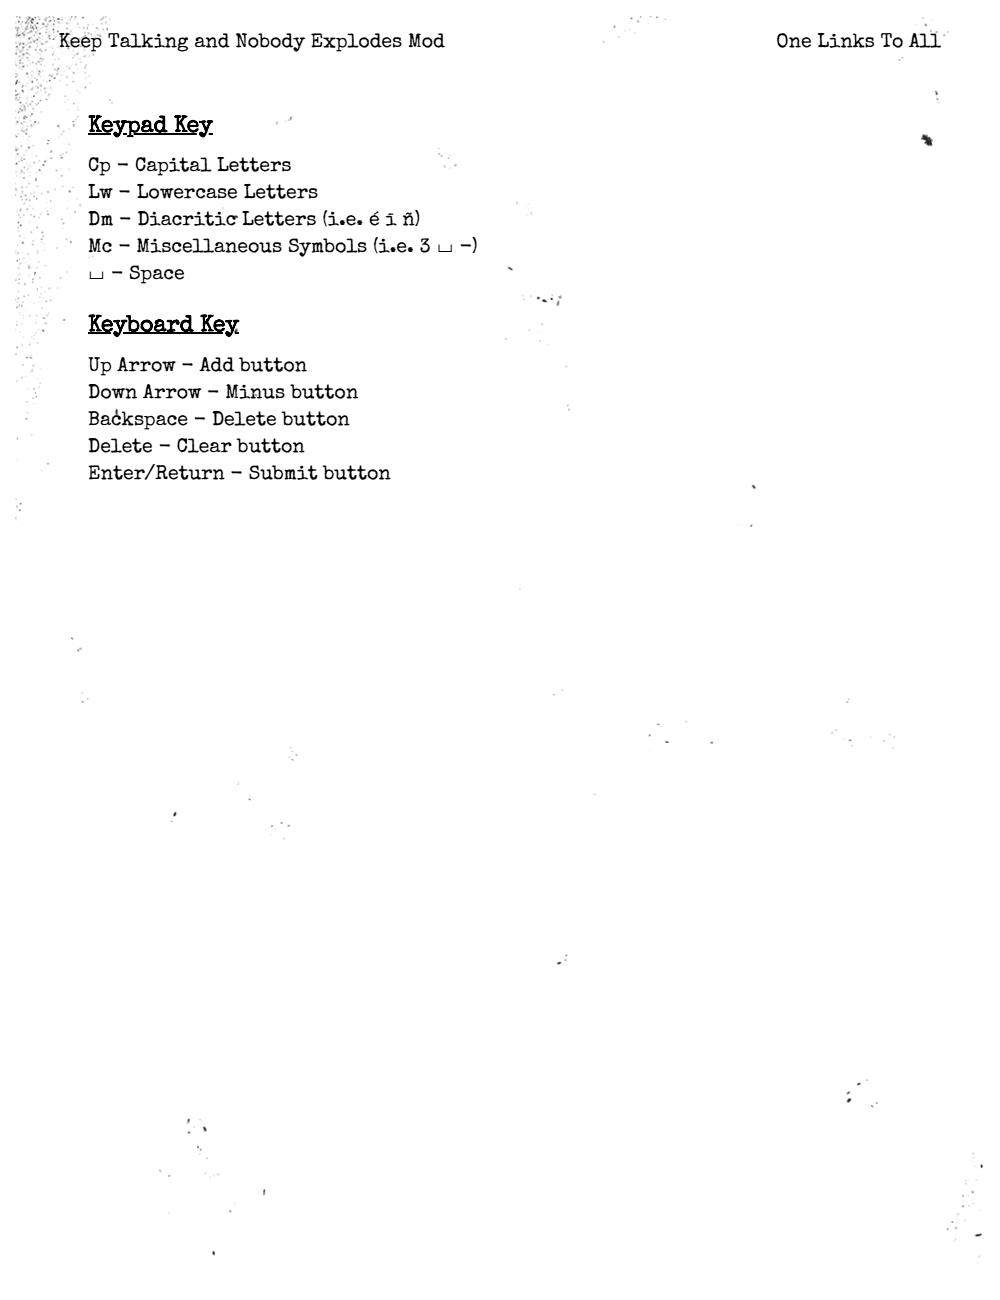 Keep Talking and Nobody Explodes Mod
One Links To All
Keypad Key
Cp – Capital Letters
Lw – Lowercase Letters
Dm – Diacritic Letters (i.e. é ī ñ)
Mc – Miscellaneous Symbols (i.e. 3 ⎵ –)
⎵ – Space
Keyboard Key
Up Arrow – Add button
Down Arrow – Minus button
Backspace – Delete button
Delete – Clear button
Enter/Return – Submit button